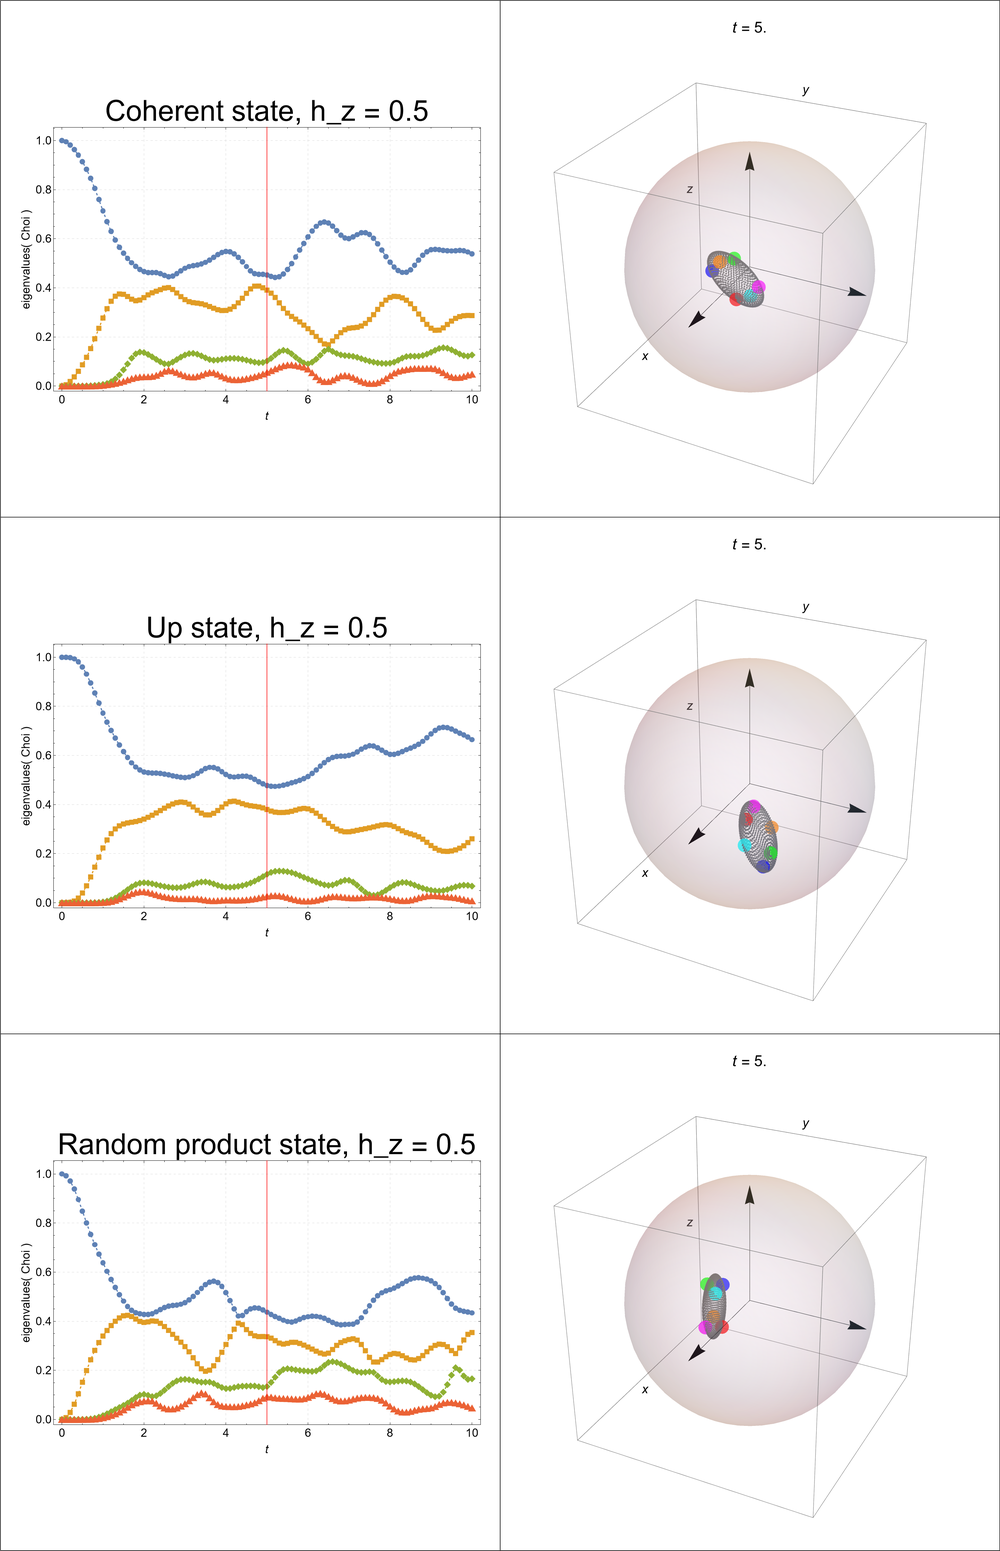 Coherent state, h_z = 0.5
eigenvalues( Choi )
1.0
0.8
0.6
0.4
0.2
0.0
0 2 4 6 8 10
t
t = 5.
y
z
x
Up state, h_z = 0.5
eigenvalues( Choi )
1.0
0.8
0.6
0.4
0.2
0.0
0 2 4 6 8 10
t
t = 5.
y
z
x
Random product state, h_z = 0.5
eigenvalues( Choi )
1.0
0.8
0.6
0.4
0.2
0.0
0 2 4 6 8 10
t
t = 5.
y
z
x